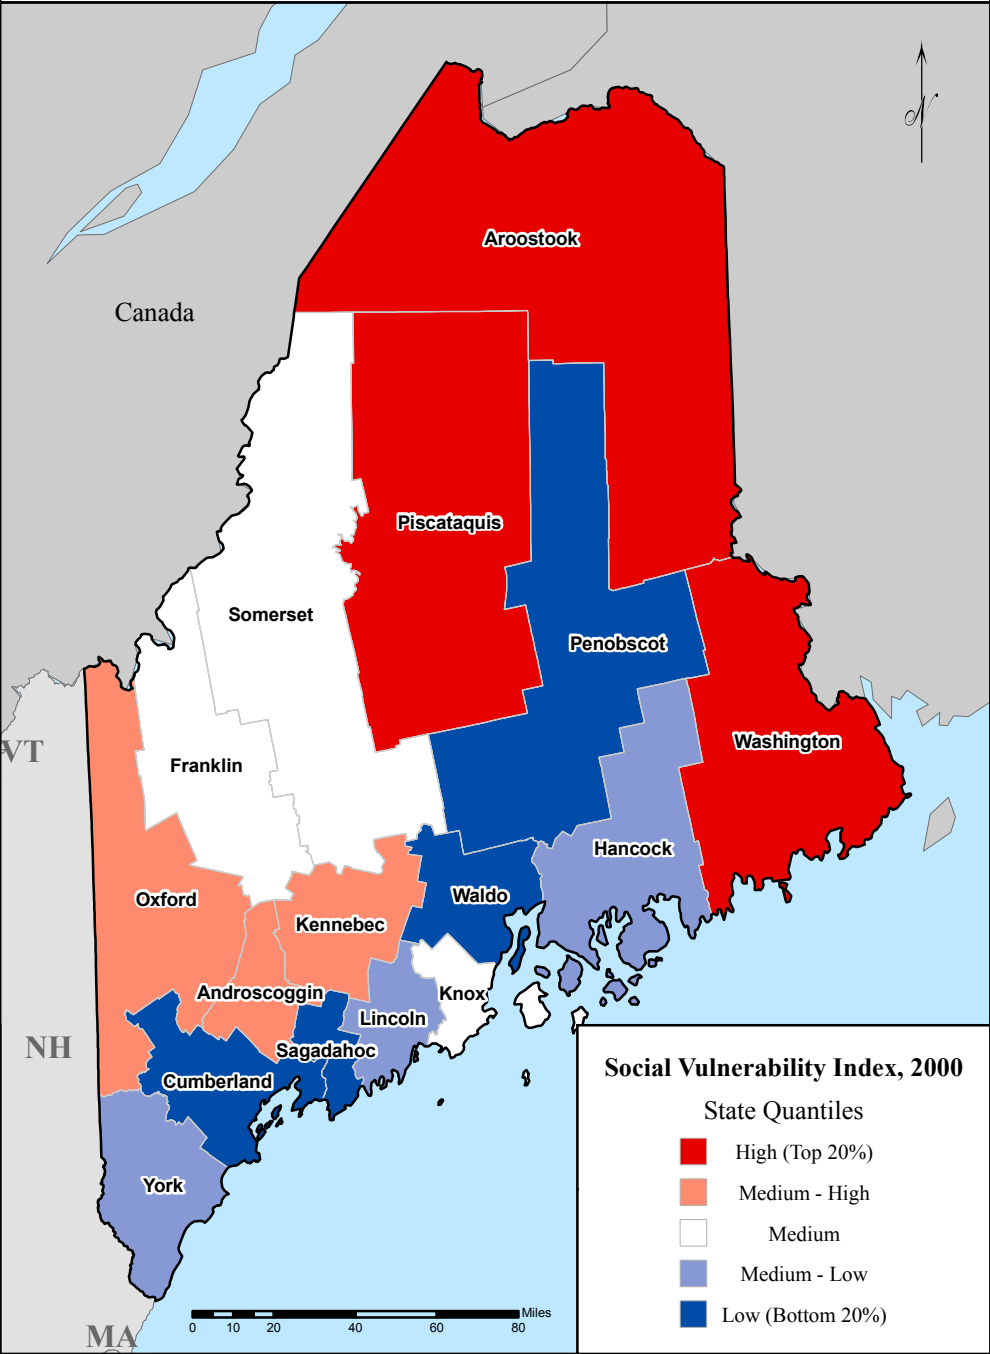 N
Aroostook
Canada
Piscataquis
Somerset
Penobscot
VT
Washington
Franklin
Hancock
Oxford
Waldo
Kennebec
Androscoggin
Knox
Lincoln
NH
Sagadahoc
Cumberland
York
MA
Social Vulnerability Index, 2000
State Quantiles
High (Top 20%)
Medium - High
Medium
Medium - Low
Low (Bottom 20%)
Miles
0 10 20 40 60 80